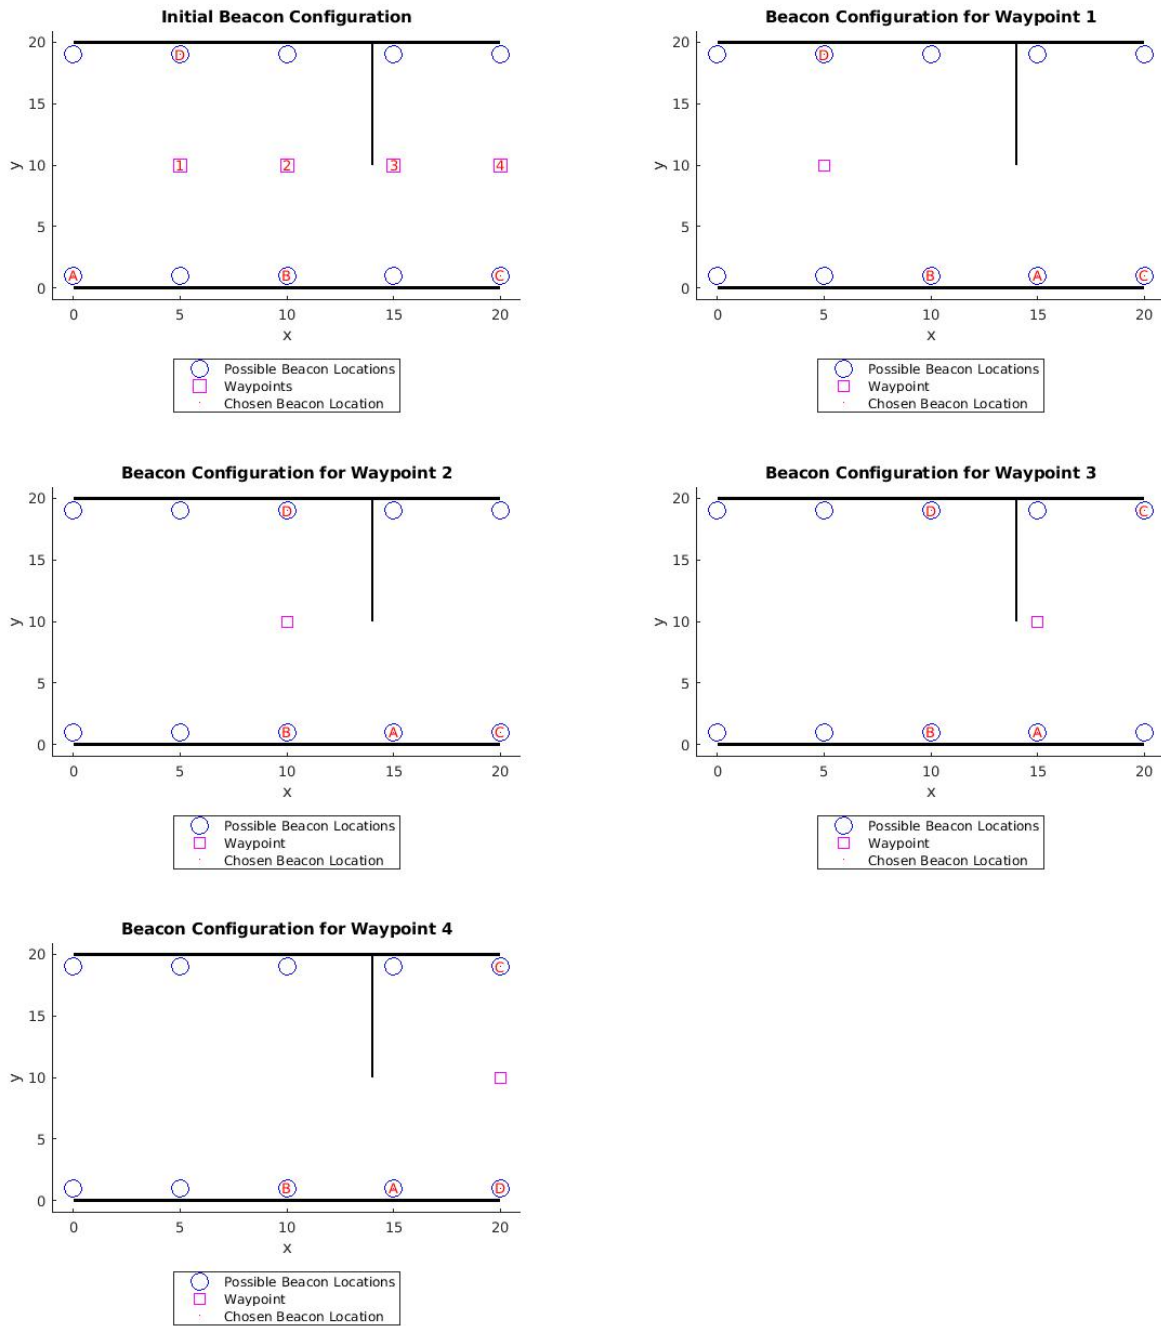 Initial Beacon Configuration
20
15
10
5
0
y
D
1 2 3 4
A B C
0 5 10 15 20
x
Possible Beacon Locations
Waypoints
Chosen Beacon Location
Beacon Configuration for Waypoint 1
20
15
10
5
0
y
D
B A C
0 5 10 15 20
x
Possible Beacon Locations
Waypoint
Chosen Beacon Location
Beacon Configuration for Waypoint 2
20
15
10
5
0
y
D
B A C
0 5 10 15 20
x
Possible Beacon Locations
Waypoint
Chosen Beacon Location
Beacon Configuration for Waypoint 3
20
15
10
5
0
y
D C
B A
0 5 10 15 20
x
Possible Beacon Locations
Waypoint
Chosen Beacon Location
Beacon Configuration for Waypoint 4
20
15
10
5
0
y
C
B A D
0 5 10 15 20
x
Possible Beacon Locations
Waypoint
Chosen Beacon Location